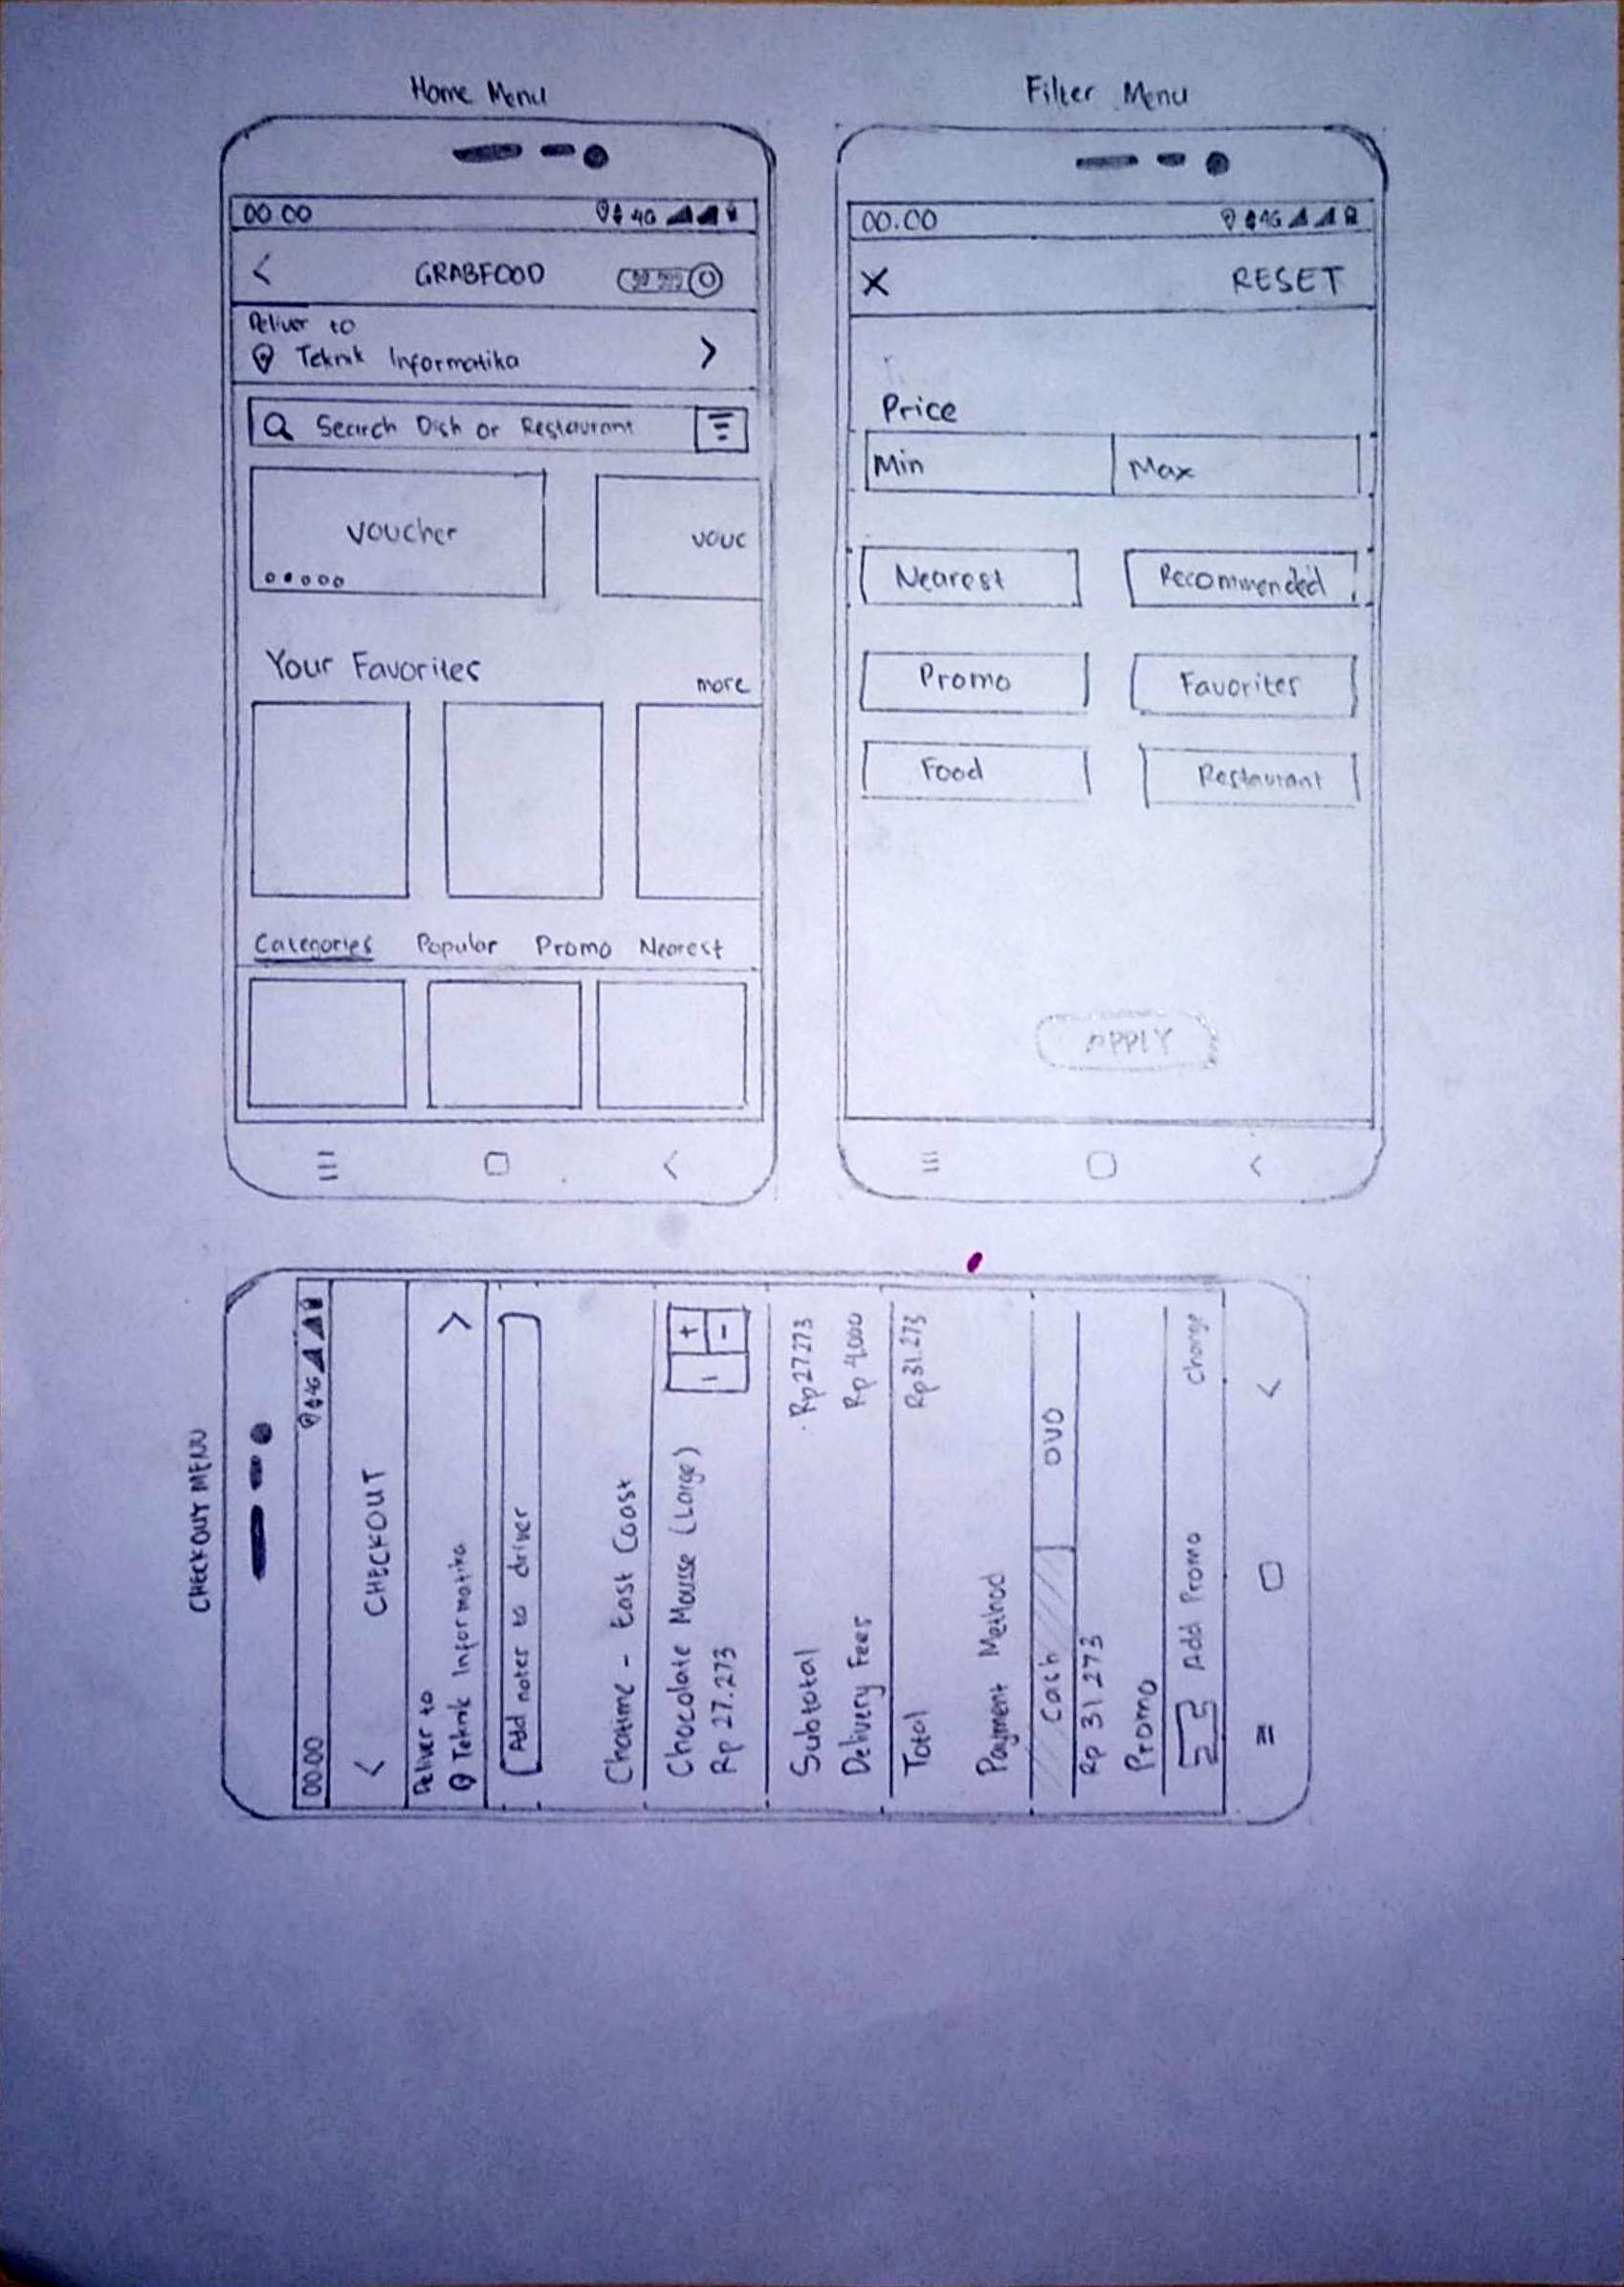 Home Menu
00 00 4G
< GRABFOOD
Deliver to
Teknik Informatika >
Search Dish or Restaurant
voucher vouc
Your Favorites more
Categories Popular Promo Nearest
Filter Menu
00.00 4G
X RESET
Price
Min Max
Nearest Recommended
Promo Favorites
Food Restaurant
APPLY
CHECKOUT MENU
00.00 4G
< CHECKOUT
Deliver to
Teknik Informatika >
Add notes to driver
Chatime - East Coast
Chocolate Mousse (Large) 1 + -
Rp 27.273
Subtotal Rp 27 273
Delivery Fees Rp 4.000
Total Rp 31.273
Payment Method
Cash OVO
Rp 31 273
Promo
Add Promo change